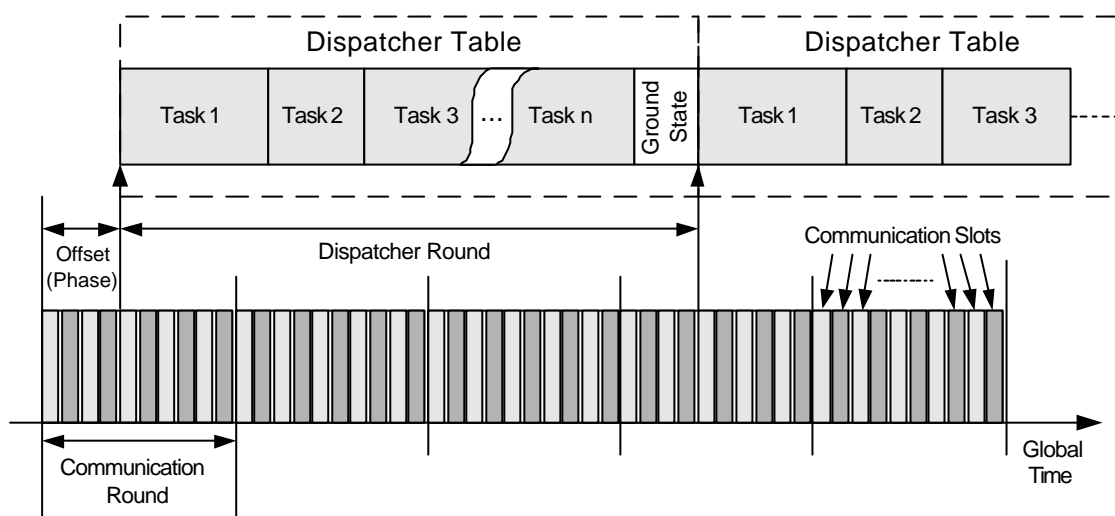 Dispatcher Table
Dispatcher Table
Task 1
Task 2
Task 3
...
Task n
Ground
State
Task 1
Task 2
Task 3
Offset
(Phase)
Dispatcher Round
Communication Slots
Communication
Round
Global
Time